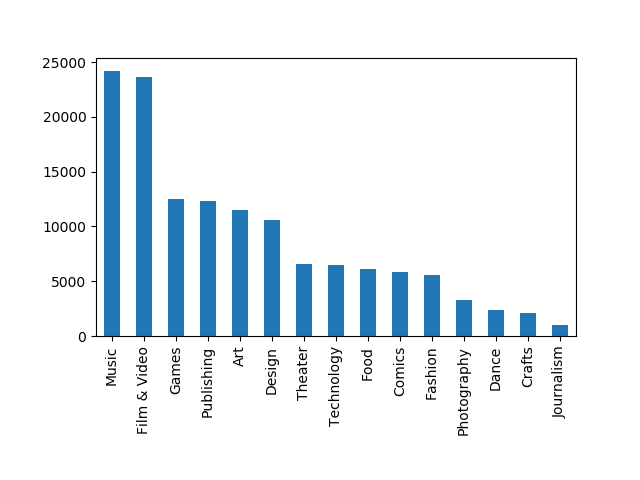 25000
20000
15000
10000
5000
0
Music
Film & Video
Games
Publishing
Art
Design
Theater
Technology
Food
Comics
Fashion
Photography
Dance
Crafts
Journalism